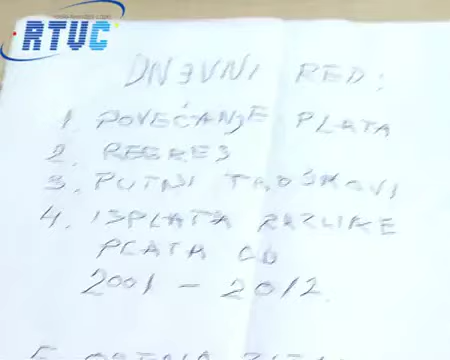 RTVC
DNEVNI RED:
1. POVEĆANJE PLATA
2. REGRES
3. PUTNI TROŠKOVI
4. ISPLATA RAZLIKE
PLATA OD
2001 - 2012